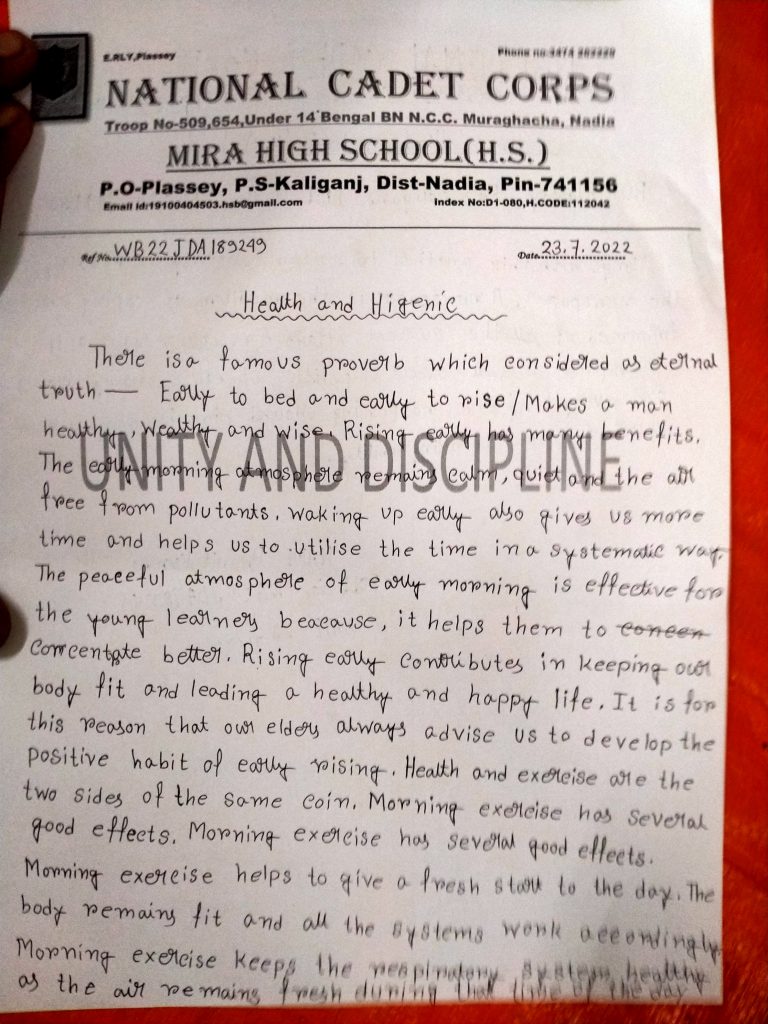 E.RLY,Plassey
Phone no:
NATIONAL CADET CORPS
Troop No-509,654,Under 14 Bengal BN N.C.C. Muraghacha, Nadia
MIRA HIGH SCHOOL(H.S.)
P.O-Plassey, P.S-Kaliganj, Dist-Nadia, Pin-741156
Email id:19100404503.hsb@gmail.com
Index No:D1-080,H.CODE:112042
Ref No. WB22JDA189249
Date 23.7.2022
Health and Higenic
There is a famous proverb which considered as eternal
truth — Early to bed and early to rise / Makes a man
healthy, Wealthy and wise. Rising early has many benefits.
UNITY AND DISCIPLINE
The early morning atmosphere remains calm, quiet and the air
free from pollutants. waking up early also gives us more
time and helps us to utilise the time in a systematic way.
The peaceful atmosphere of early morning is effective for
the young learners beacause, it helps them to concen
Concentrate better. Rising early contributes in keeping our
body fit and leading a healthy and happy life. It is for
this reason that our elders always advise us to develop the
positive habit of early rising. Health and exercise are the
two sides of the same coin. Morning exercise has several
good effects. Morning exercise has several good effects.
Morning exercise helps to give a fresh start to the day. The
body remains fit and all the systems work accordingly.
Morning exercise keeps the respiratory system healthy
as the air remains fresh during that time of the day